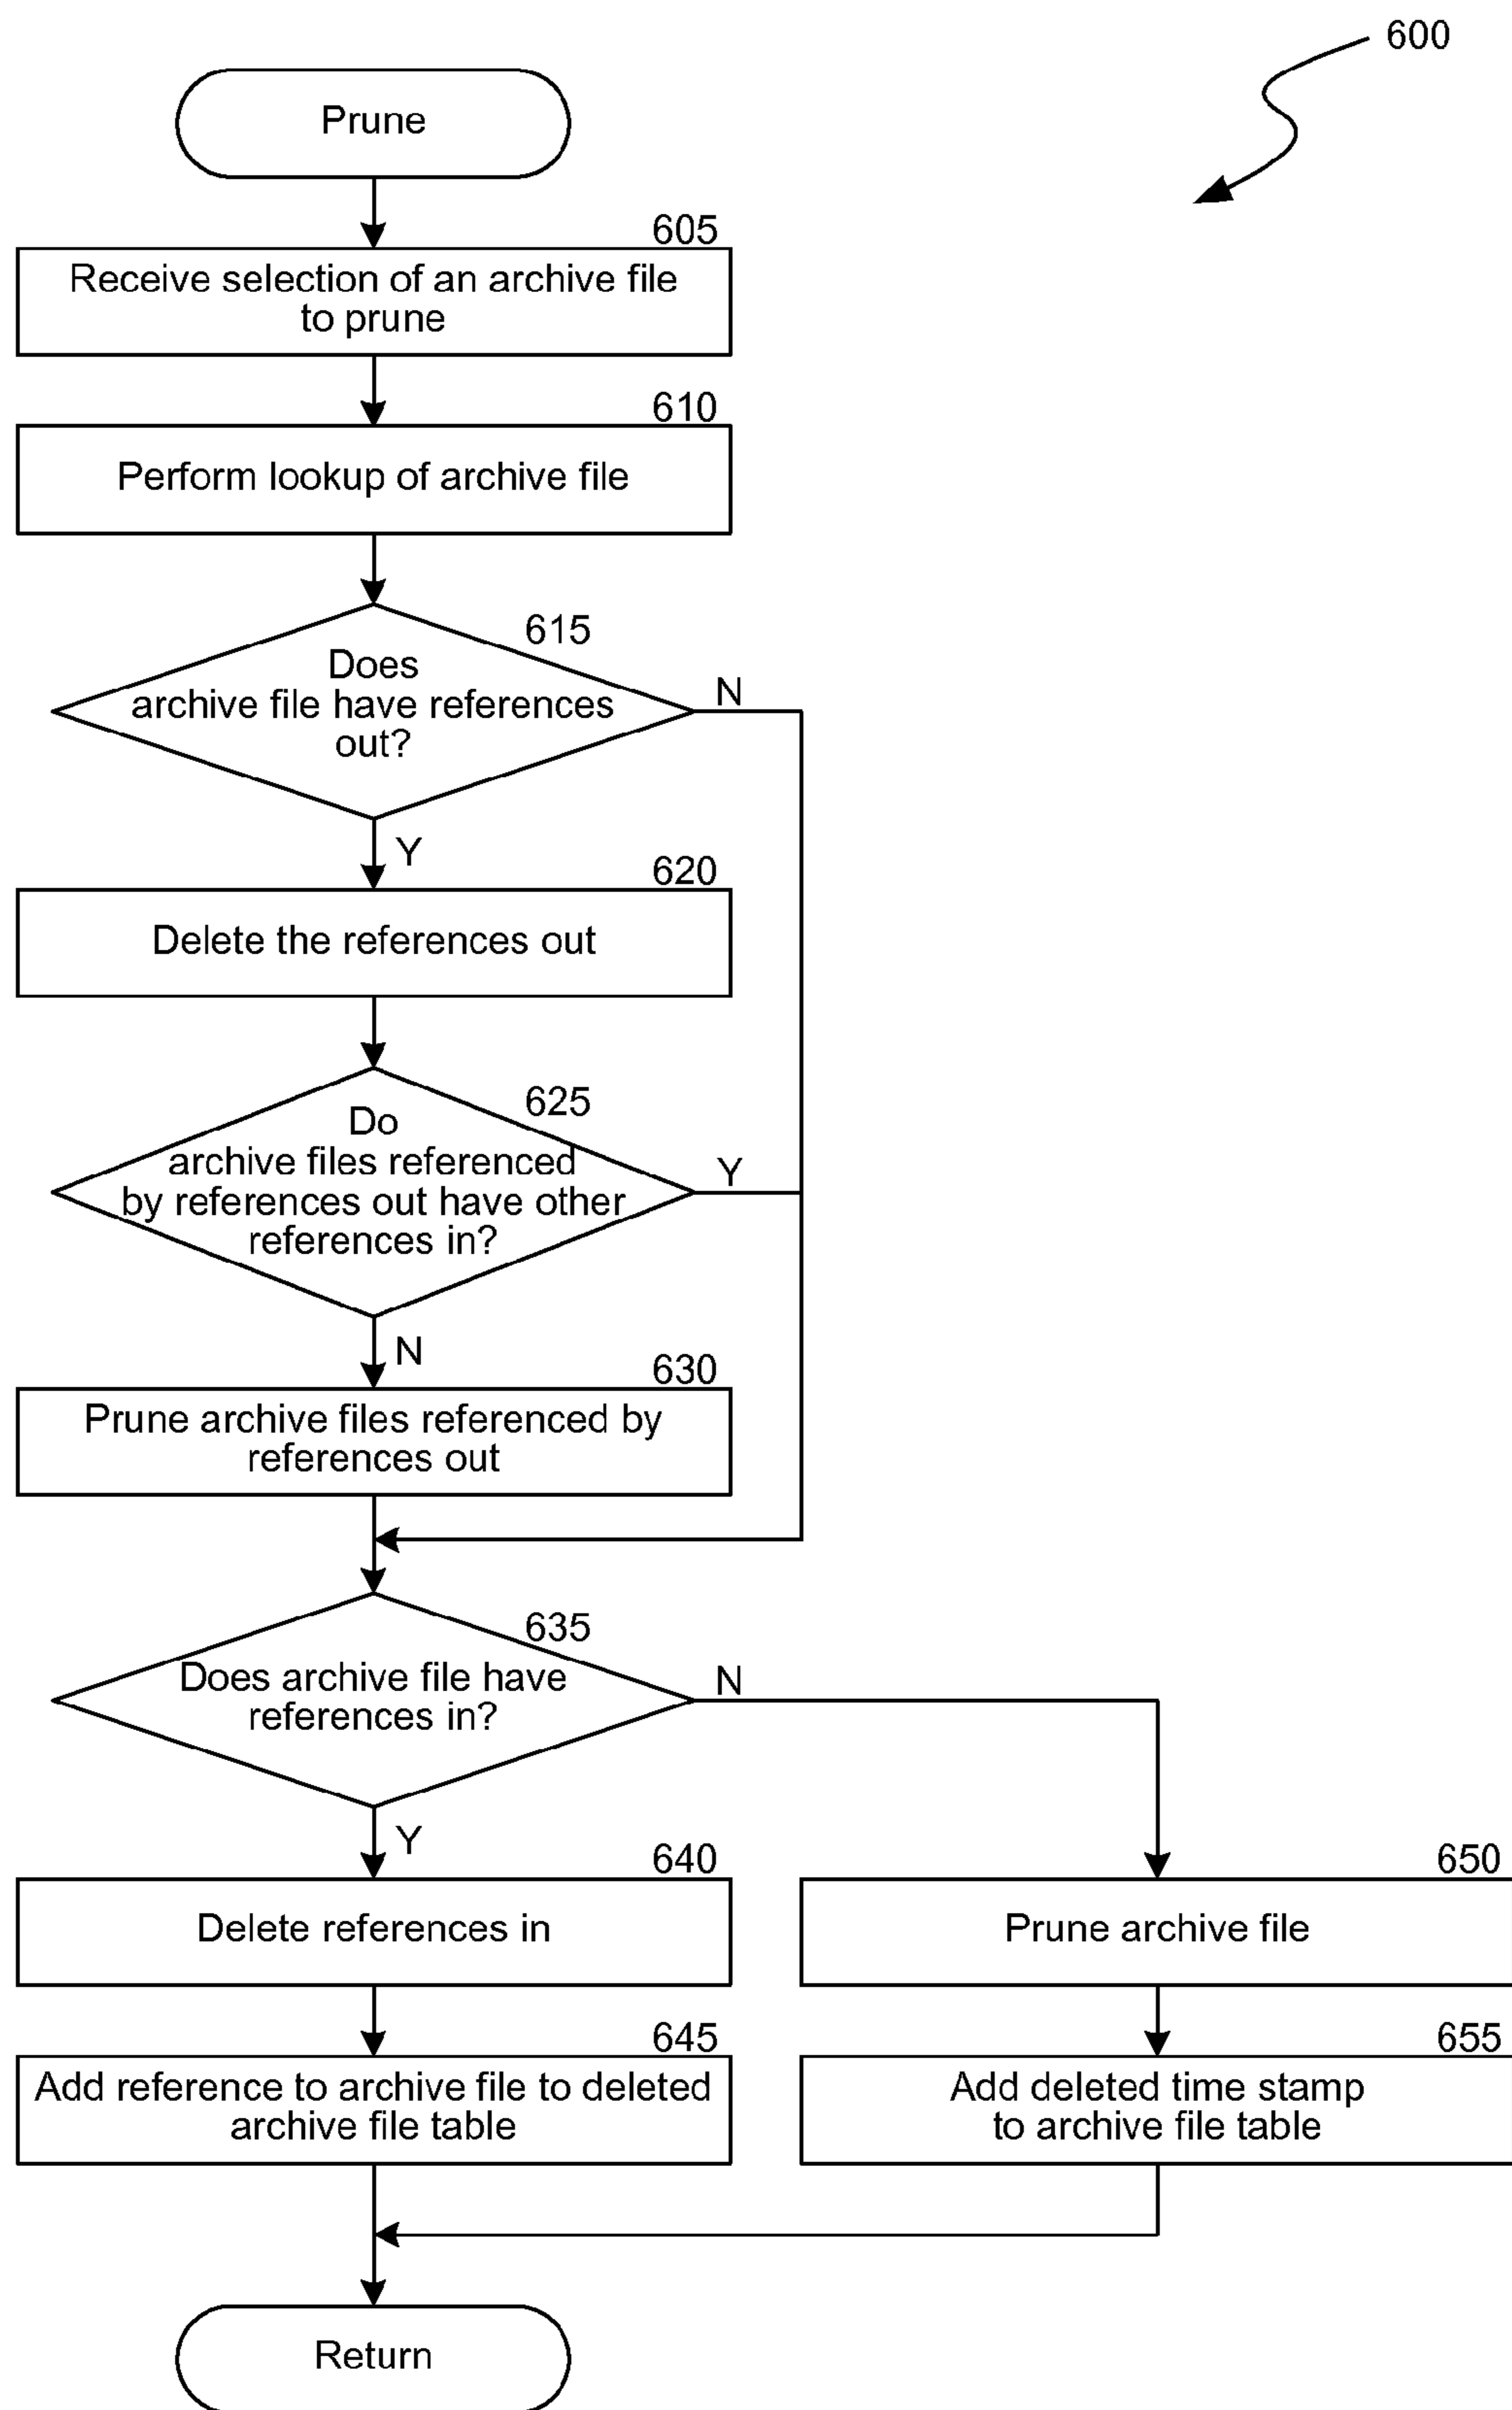 600
Prune
605
Receive selection of an archive file
to prune
610
Perform lookup of archive file
615
Does
archive file have references
out?
N
Y
620
Delete the references out
625
Do
archive files referenced
by references out have other
references in?
Y
N
630
Prune archive files referenced by
references out
635
Does archive file have
references in?
N
Y
640
Delete references in
650
Prune archive file
645
Add reference to archive file to deleted
archive file table
655
Add deleted time stamp
to archive file table
Return